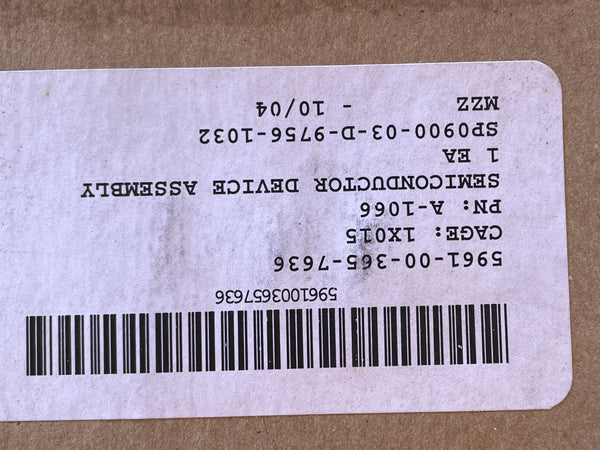 5961003657636
5961-00-365-7636
CAGE: 1X015
PN: A-1066
SEMICONDUCTOR DEVICE ASSEMBLY
1 EA
SP0900-03-D-9756-1032
MZZ - 10/04